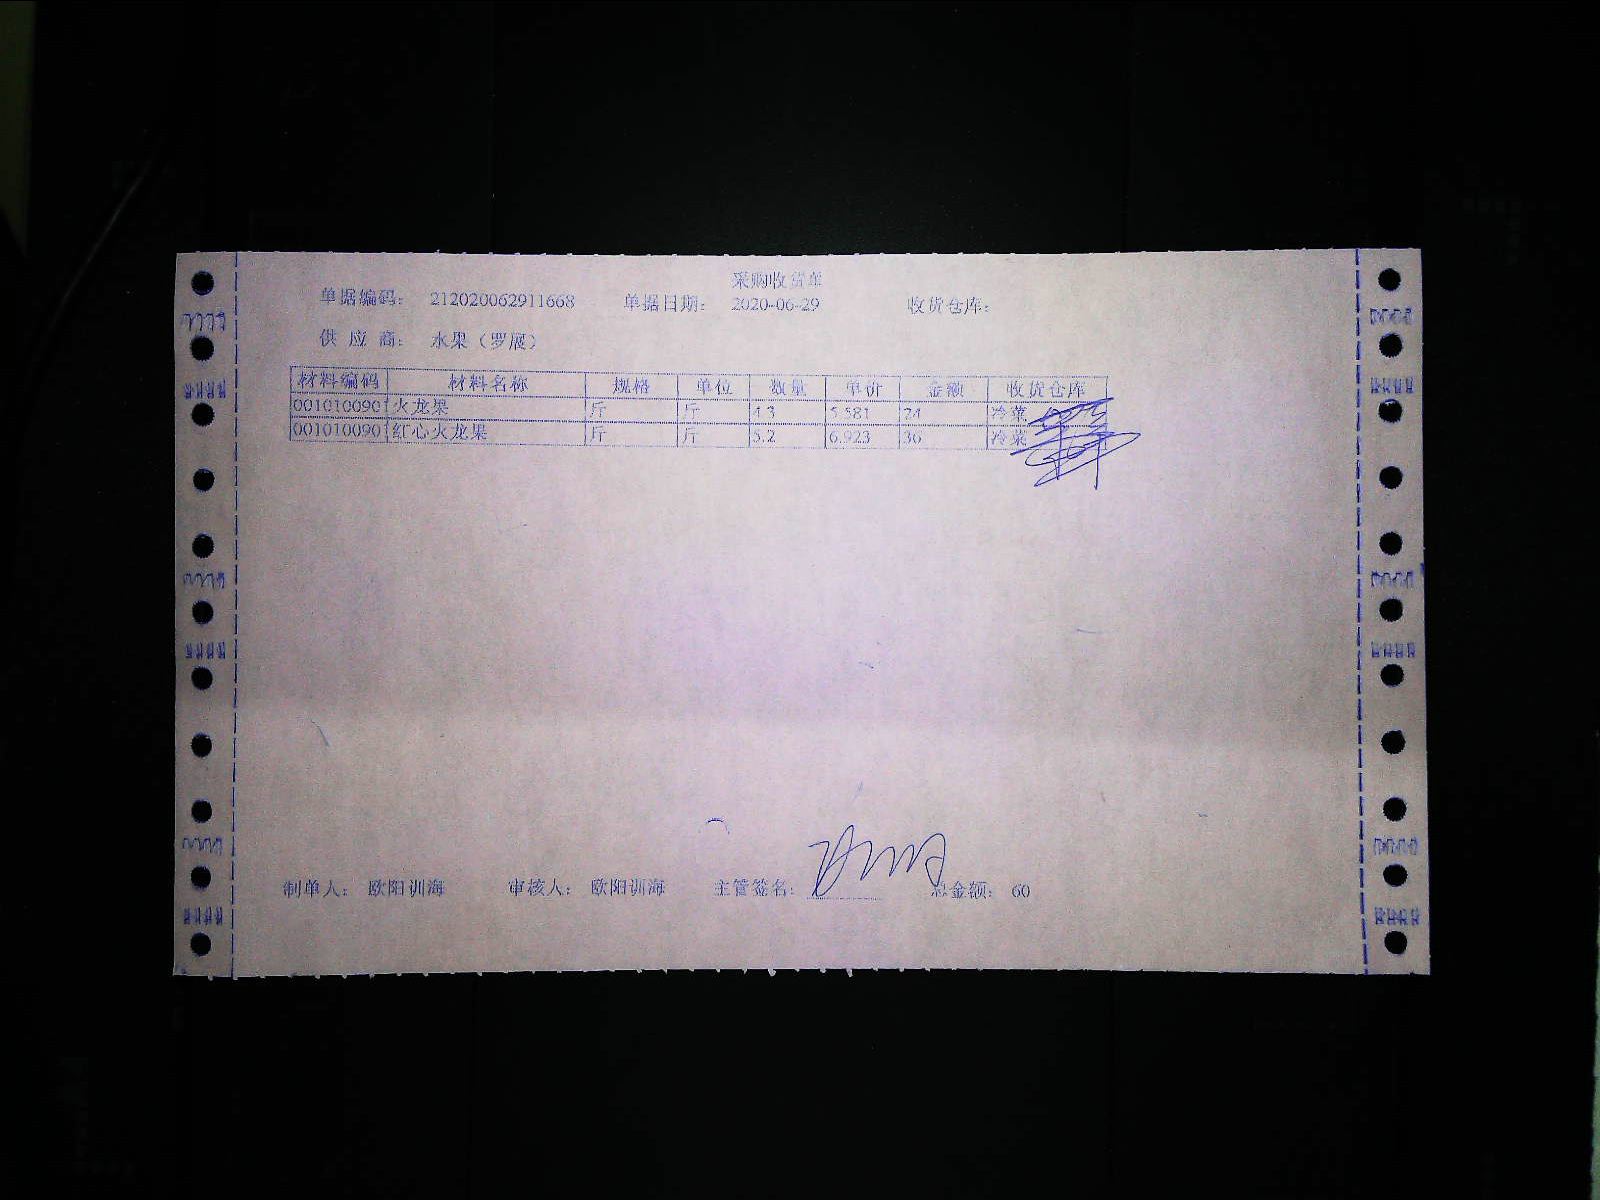 采购收货单
单据编码： 212020062911668 单据日期： 2020-06-29 收货仓库：
供 应 商： 水果（罗展）
材料编码 材料名称 规格 单位 数量 单价 金额 收货仓库
001010090 火龙果 斤 斤 4.3 5.581 24 冷菜
001010090 红心火龙果 斤 斤 5.2 6.923 36 冷菜
制单人： 欧阳训海 审核人： 欧阳训海 主管签名： 总金额： 60